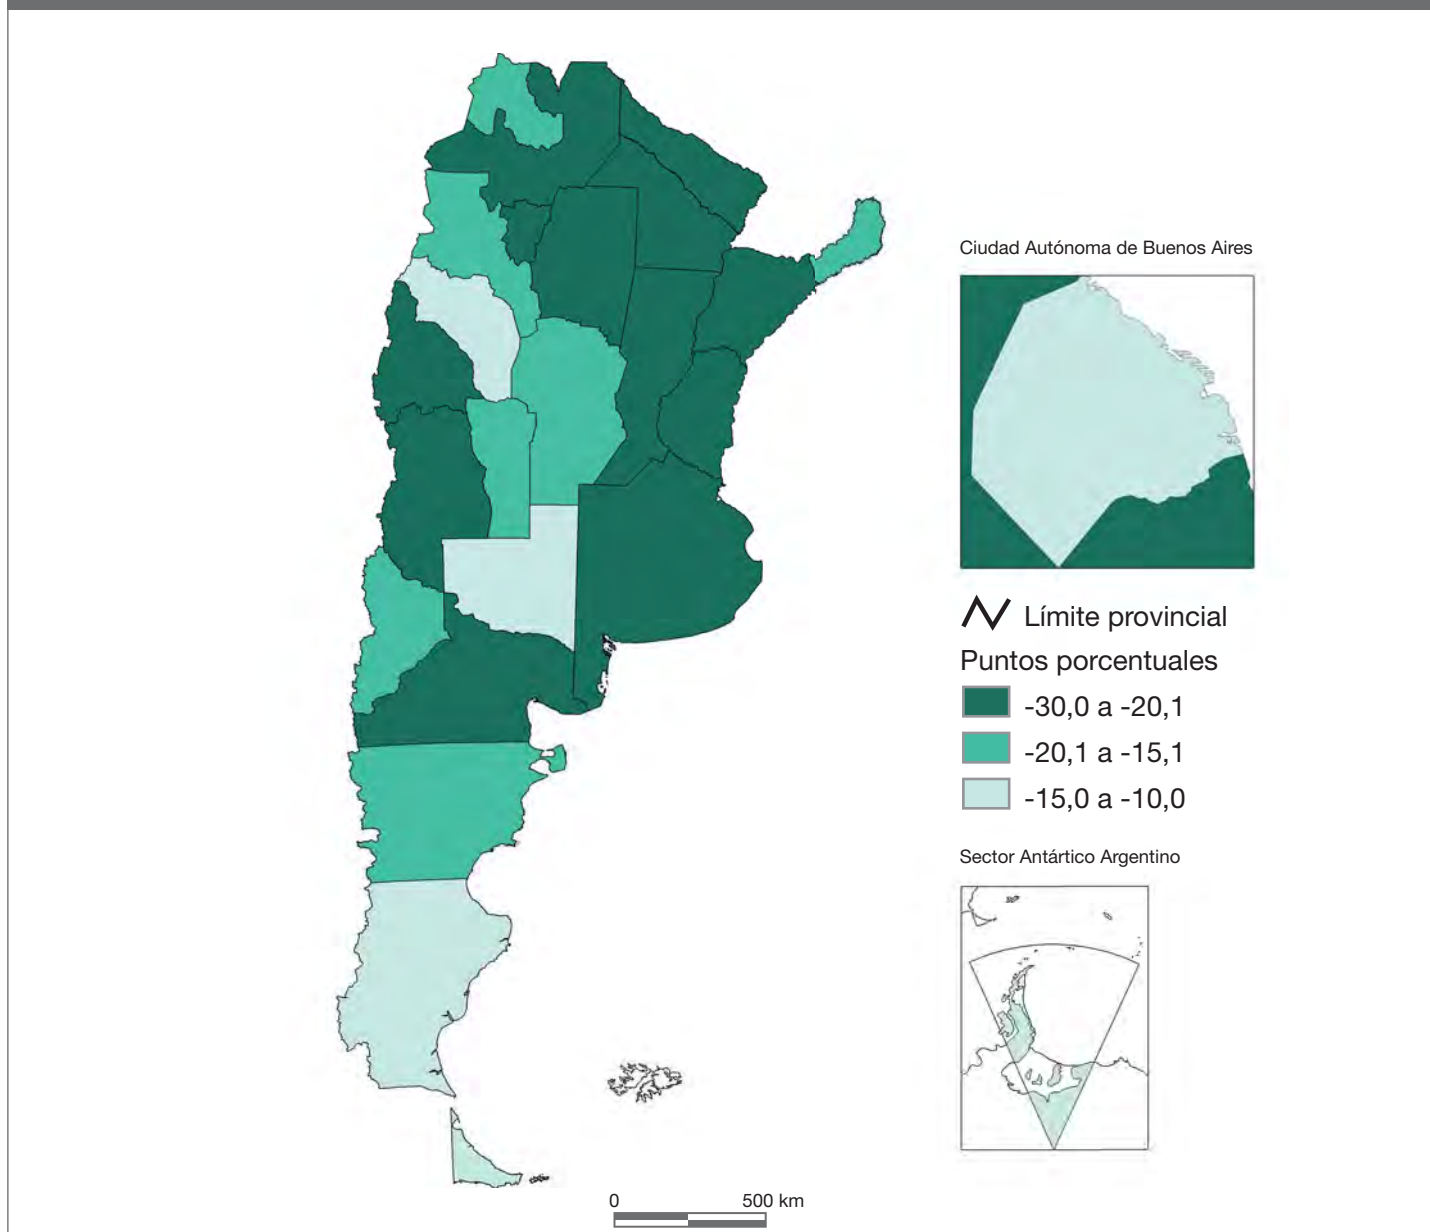 Ciudad Autónoma de Buenos Aires
Límite provincial
Puntos porcentuales
-30,0 a -20,1
-20,1 a -15,1
-15,0 a -10,0
Sector Antártico Argentino
0 500 km